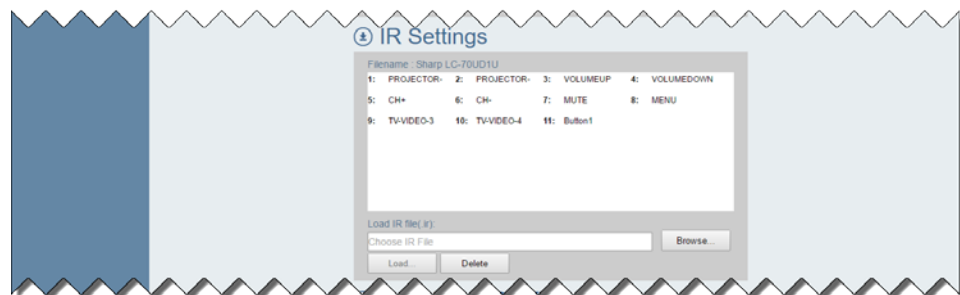 IR Settings
Filename : Sharp LC-70UD1U
1: PROJECTOR- 2: PROJECTOR- 3: VOLUMEUP 4: VOLUMEDOWN
5: CH+ 6: CH- 7: MUTE 8: MENU
9: TV-VIDEO-3 10: TV-VIDEO-4 11: Button1
Load IR file(.ir):
Choose IR File Browse...
Load... Delete